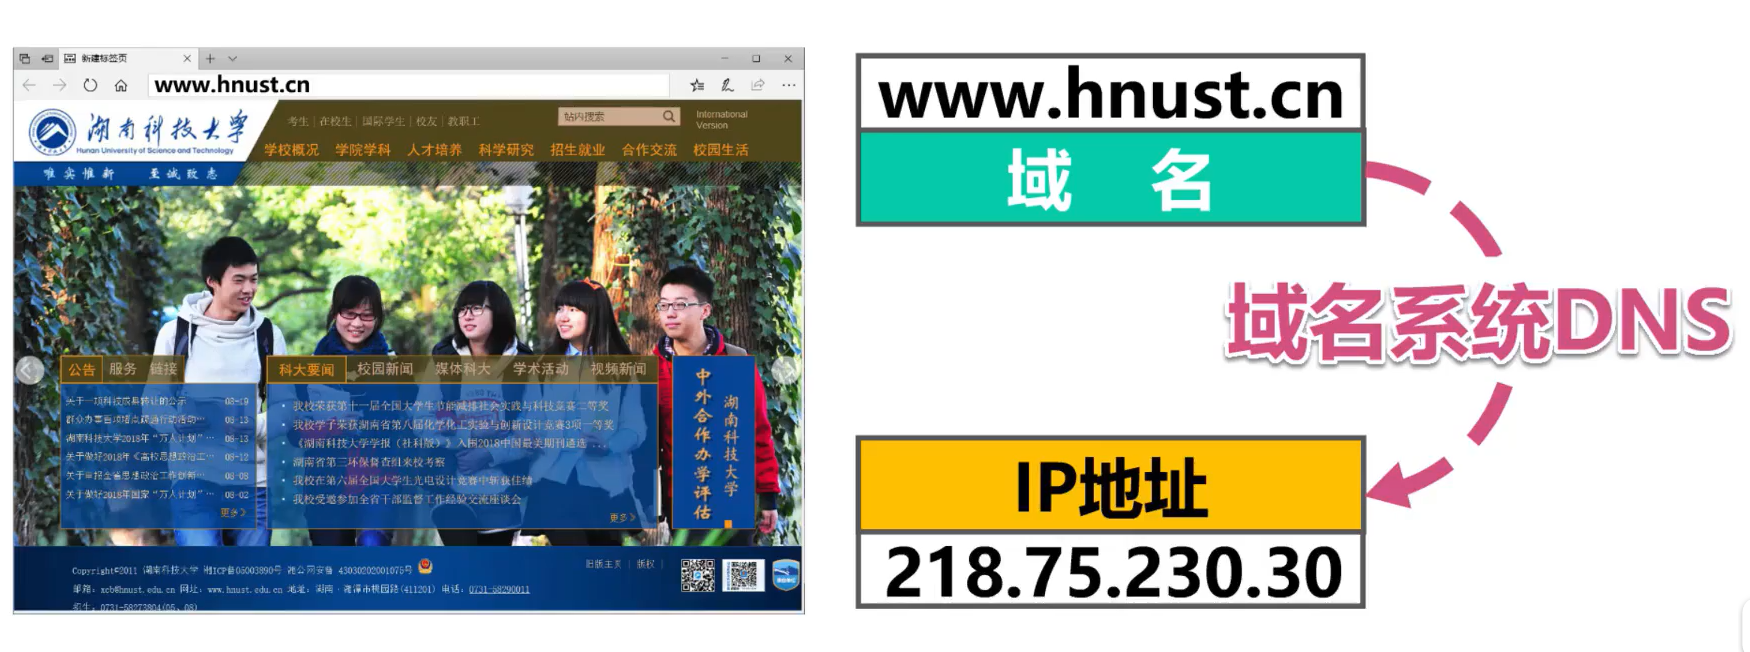 新建标签页
www.hnust.cn
湖南科技大学
Hunan University of Science and Technology
唯实惟新 至诚致志
考生 | 在校生 | 国际学生 | 校友 | 教职工
站内搜索
International
Version
学校概况 学院学科 人才培养 科学研究 招生就业 合作交流 校园生活
公告 服务 链接
关于一项科技成果转让的公示 08-19
群众办事百项堵点疏通行动活动… 08-13
湖南科技大学2018年“万人计划”… 08-13
关于做好2018年《高校思想政治工… 08-12
关于申报全省思想政治工作创新… 08-08
关于做好2018年国家“万人计划”… 08-02
更多
科大要闻 校园新闻 媒体科大 学术活动 视频新闻
• 我校荣获第十一届全国大学生节能减排社会实践与科技竞赛二等奖
• 我校学子荣获湖南省第八届化学化工实验与创新设计竞赛3项一等奖
• 《湖南科技大学学报（社科版）》入围2018中国最美期刊遴选 ...
• 湖南省第三环保督查组来校考察
• 我校在第六届全国大学生光电设计竞赛中斩获佳绩
• 我校受邀参加全省干部监督工作经验交流座谈会
更多
中外合作办学评估
湖南科技大学
Copyright©2011 湖南科技大学 湘ICP备05003890号 湘公网安备 43030202001075号
旧版主页 | 版权 |
邮箱：xcb@hnust.edu.cn 网址：www.hnust.edu.cn 地址：湖南·湘潭市桃园路(411201) 电话：0731-58290011
招生：0731-58273804(05、08)
www.hnust.cn
域 名
域名系统DNS
IP地址
218.75.230.30